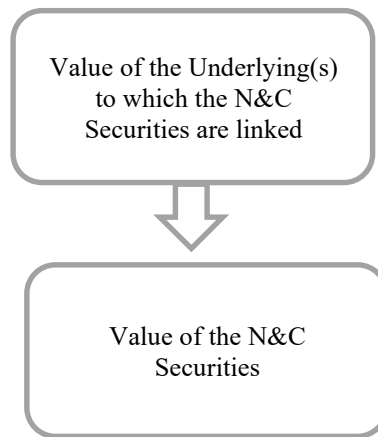 Value of the Underlying(s)
to which the N&C
Securities are linked
Value of the N&C
Securities